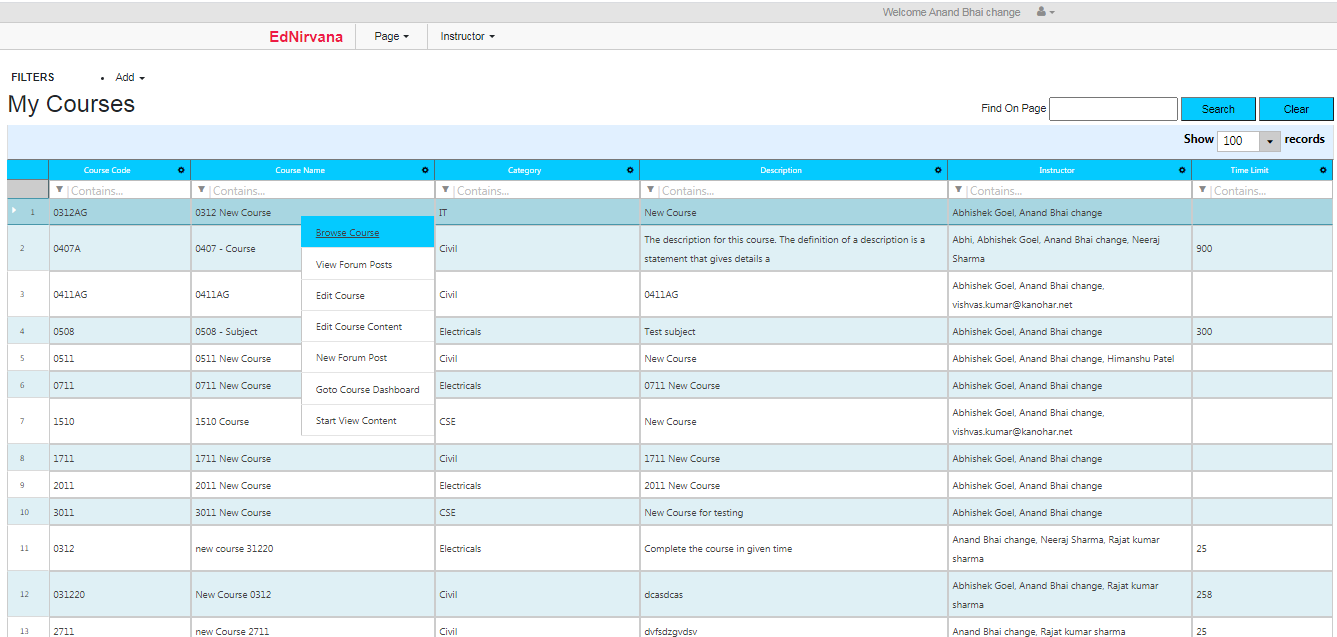 Welcome Anand Bhai change
EdNirvana Page Instructor
FILTERS • Add
My Courses
Find On Page Search Clear
Show 100 records
Course Code Course Name Category Description Instructor Time Limit
Contains... Contains... Contains... Contains... Contains... Contains...
1 0312AG 0312 New Course IT New Course Abhishek Goel, Anand Bhai change
Browse Course
View Forum Posts
Edit Course
Edit Course Content
New Forum Post
Goto Course Dashboard
Start View Content
2 0407A 0407 - Course Civil The description for this course. The definition of a description is a
statement that gives details a
Abhi, Abhishek Goel, Anand Bhai change, Neeraj
Sharma
900
3 0411AG 0411AG Civil 0411AG Abhishek Goel, Anand Bhai change,
vishvas.kumar@kanohar.net
4 0508 0508 - Subject Electricals Test subject Abhishek Goel, Anand Bhai change 300
5 0511 0511 New Course Civil New Course Abhishek Goel, Anand Bhai change, Himanshu Patel
6 0711 0711 New Course Electricals 0711 New Course Abhishek Goel, Anand Bhai change
7 1510 1510 Course CSE New Course Abhishek Goel, Anand Bhai change,
vishvas.kumar@kanohar.net
8 1711 1711 New Course Civil 1711 New Course Abhishek Goel, Anand Bhai change
9 2011 2011 New Course Electricals 2011 New Course Abhishek Goel, Anand Bhai change
10 3011 3011 New Course CSE New Course for testing Abhishek Goel, Anand Bhai change
11 0312 new course 31220 Electricals Complete the course in given time Anand Bhai change, Neeraj Sharma, Rajat kumar
sharma
25
12 031220 New Course 0312 Civil dcasdcas Abhishek Goel, Anand Bhai change, Rajat kumar
sharma
258
13 2711 new Course 2711 Civil dvfsdzgvdsv Anand Bhai change, Rajat kumar sharma 25